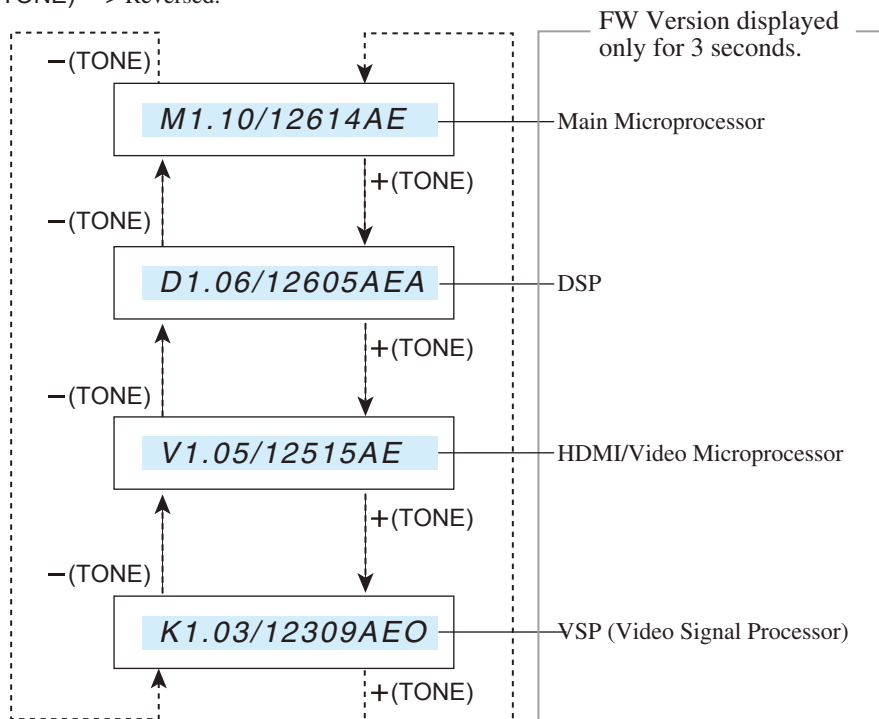 TONE) -> Reversed.
FW Version displayed
only for 3 seconds.
−(TONE)
M1.10/12614AE
Main Microprocessor
+(TONE)
−(TONE)
D1.06/12605AEA
DSP
+(TONE)
−(TONE)
V1.05/12515AE
HDMI/Video Microprocessor
+(TONE)
−(TONE)
K1.03/12309AEO
VSP (Video Signal Processor)
+(TONE)